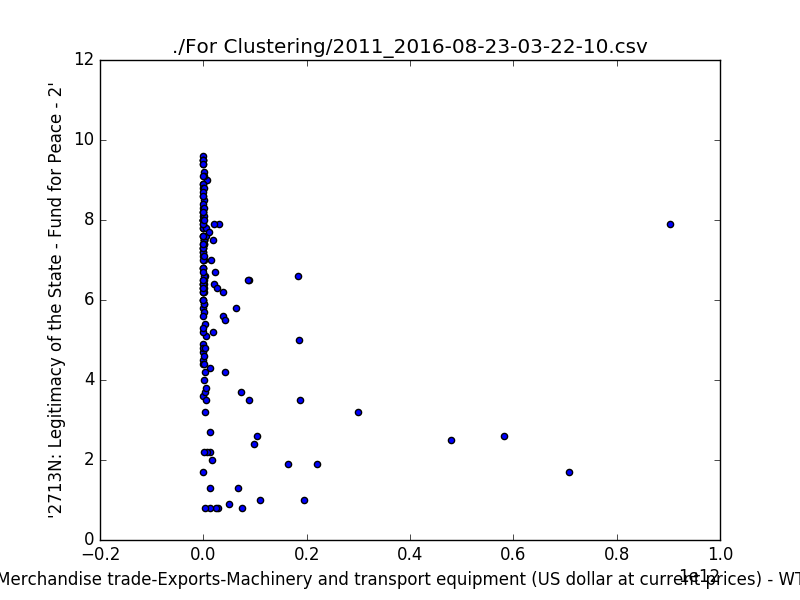 ./For Clustering/2011_2016-08-23-03-22-10.csv
'2713N: Legitimacy of the State - Fund for Peace - 2'
12
10
8
6
4
2
0
−0.2 0.0 0.2 0.4 0.6 0.8 1.0
1e12
Merchandise trade-Exports-Machinery and transport equipment (US dollar at current prices) - WT